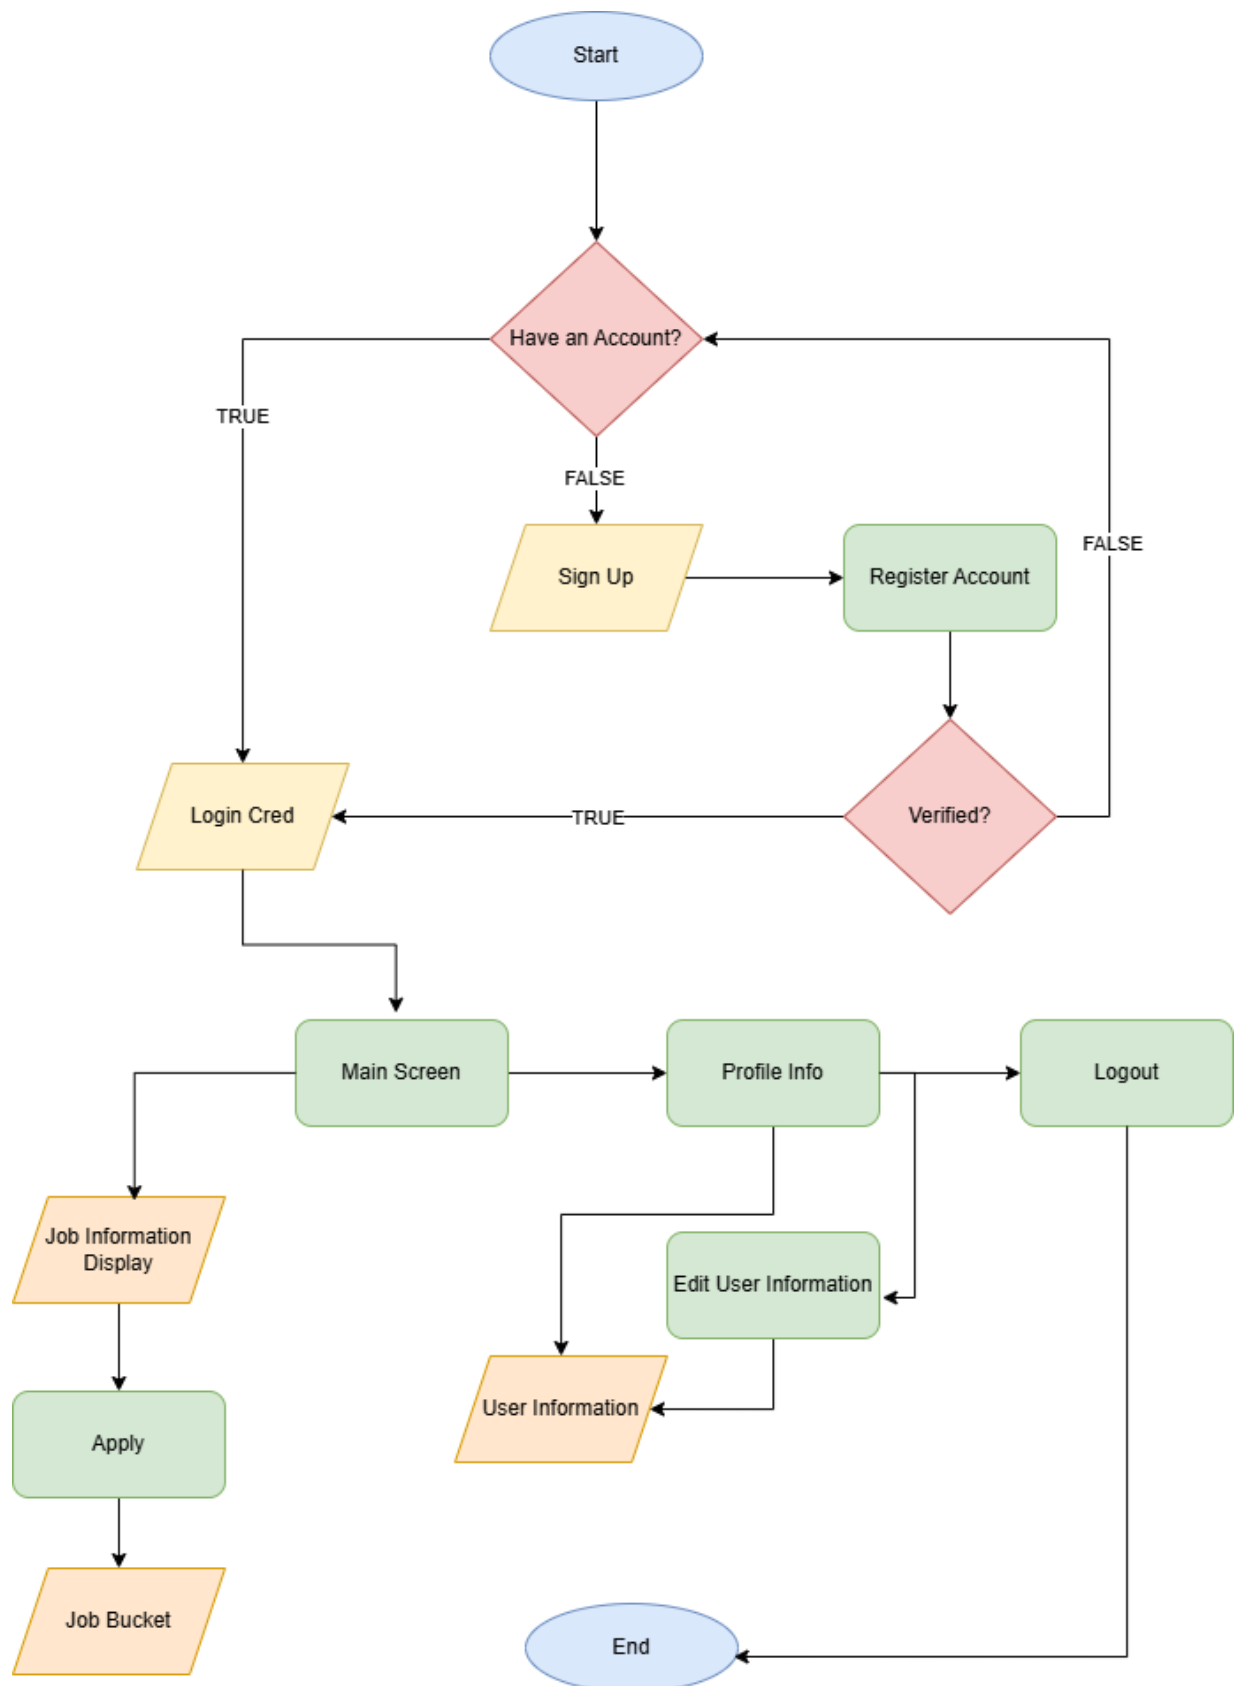 Start
Have an Account?
TRUE
FALSE
Sign Up
Register Account
FALSE
Login Cred
TRUE
Verified?
Main Screen
Profile Info
Logout
Job Information
Display
Edit User Information
User Information
Apply
Job Bucket
End